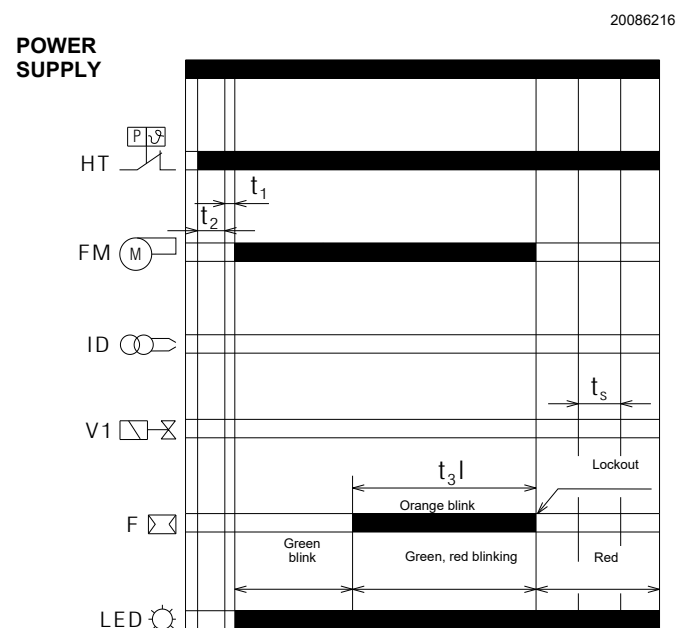 20086216
POWER
SUPPLY
P ϑ
HT
t₁
t₂
FM M
ID
tₛ
V1
t₃l
Lockout
Orange blink
F
Green
blink
Green, red blinking
Red
LED